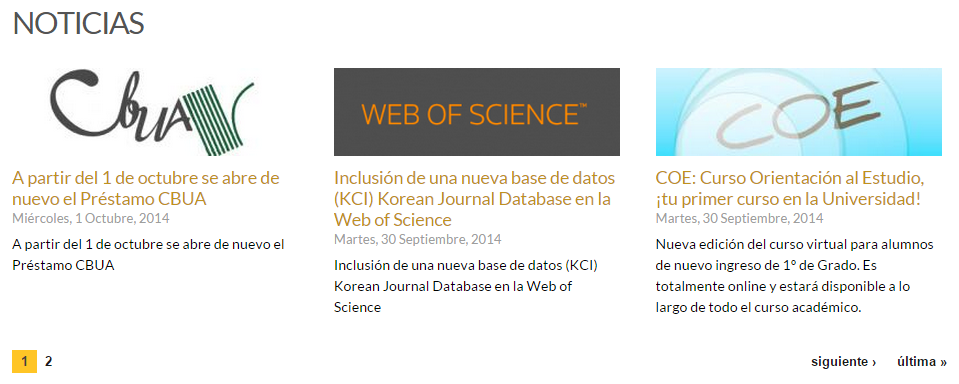 NOTICIAS
CbUA
WEB OF SCIENCE™
COE
A partir del 1 de octubre se abre de
nuevo el Préstamo CBUA
Miércoles, 1 Octubre, 2014
A partir del 1 de octubre se abre de nuevo el
Préstamo CBUA
Inclusión de una nueva base de datos
(KCI) Korean Journal Database en la
Web of Science
Martes, 30 Septiembre, 2014
Inclusión de una nueva base de datos (KCI)
Korean Journal Database en la Web of
Science
COE: Curso Orientación al Estudio,
¡tu primer curso en la Universidad!
Martes, 30 Septiembre, 2014
Nueva edición del curso virtual para alumnos
de nuevo ingreso de 1º de Grado. Es
totalmente online y estará disponible a lo
largo de todo el curso académico.
1 2 siguiente › última »